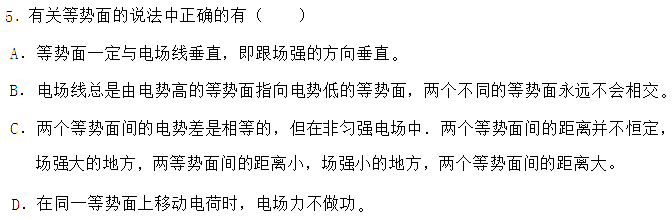 5．有关等势面的说法中正确的有（　　）
A．等势面一定与电场线垂直，即跟场强的方向垂直。
B．电场线总是由电势高的等势面指向电势低的等势面，两个不同的等势面永远不会相交。
C．两个等势面间的电势差是相等的，但在非匀强电场中．两个等势面间的距离并不恒定，
场强大的地方，两等势面间的距离小，场强小的地方，两个等势面间的距离大。
D．在同一等势面上移动电荷时，电场力不做功。